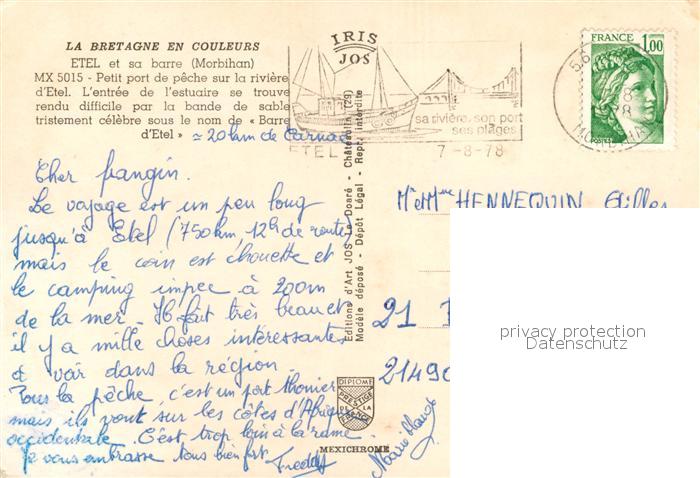 LA BRETAGNE EN COULEURS
ETEL et sa barre (Morbihan)
MX 5015 - Petit port de pêche sur la rivière
d'Etel. L'entrée de l'estuaire se trouve
rendu difficile par la bande de sable
tristement célèbre sous le nom de « Barre
d'Etel »
≃ 20 km de Carnac
IRIS
JOS
sa rivière, son port
ses plages
ETEL
7-8-78
FRANCE
1,00
POSTES
Cher frangin.
Le voyage est un peu long
jusqu'à Etel (750 km 12h de route)
mais le coin est chouette et
le camping impec à 200m
de la mer. Il fait très beau et
il y a mille choses intéressantes
à voir dans la région.
Tous la pêche, c'est un port thonier
mais ils vont sur les côtes d'Afrique
occidentale. C'est trop loin à la rame.
Je vous embrasse tous bien fort
Freddy
Editions d'Art JOS Le Doaré - Châteaulin (29)
Modèle déposé - Dépôt Légal - Repr. interdite
DIPLOME
PRESTIGE
DE LA
FRANCE
MEXICHROME
Mr et Mme HENNEQUIN Gilles
21
21490
privacy protection
Datenschutz